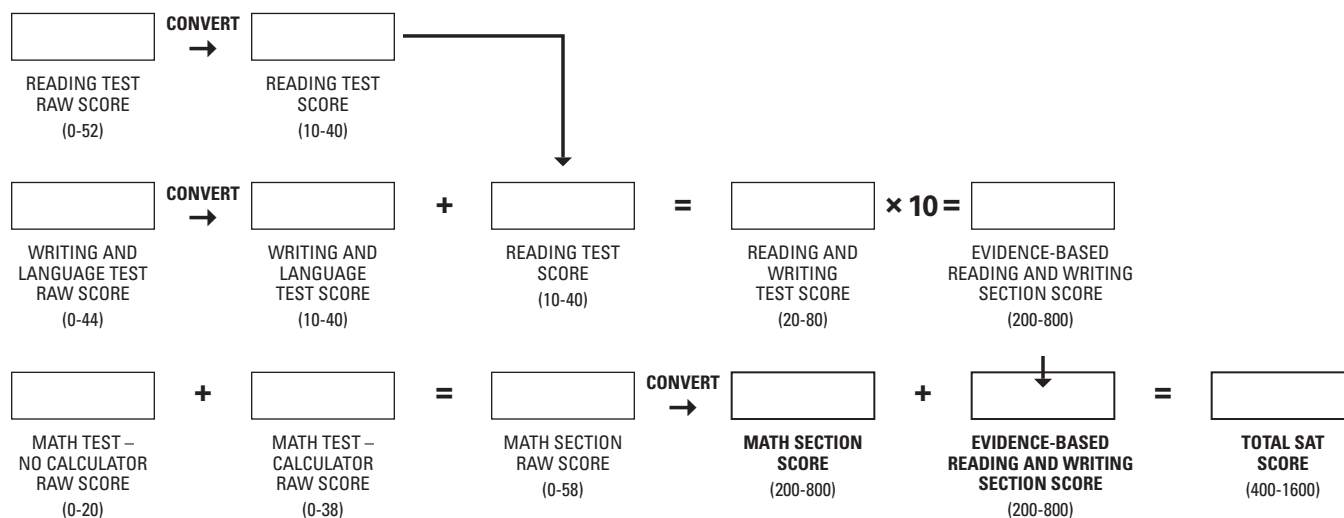 CONVERT
→
READING TEST
RAW SCORE
(0-52)
READING TEST
SCORE
(10-40)
CONVERT
→
+
=
× 10 =
WRITING AND
LANGUAGE TEST
RAW SCORE
(0-44)
WRITING AND
LANGUAGE
TEST SCORE
(10-40)
READING TEST
SCORE
(10-40)
READING AND
WRITING
TEST SCORE
(20-80)
EVIDENCE-BASED
READING AND WRITING
SECTION SCORE
(200-800)
+
=
CONVERT
→
+
=
MATH TEST –
NO CALCULATOR
RAW SCORE
(0-20)
MATH TEST –
CALCULATOR
RAW SCORE
(0-38)
MATH SECTION
RAW SCORE
(0-58)
MATH SECTION
SCORE
(200-800)
EVIDENCE-BASED
READING AND WRITING
SECTION SCORE
(200-800)
TOTAL SAT
SCORE
(400-1600)